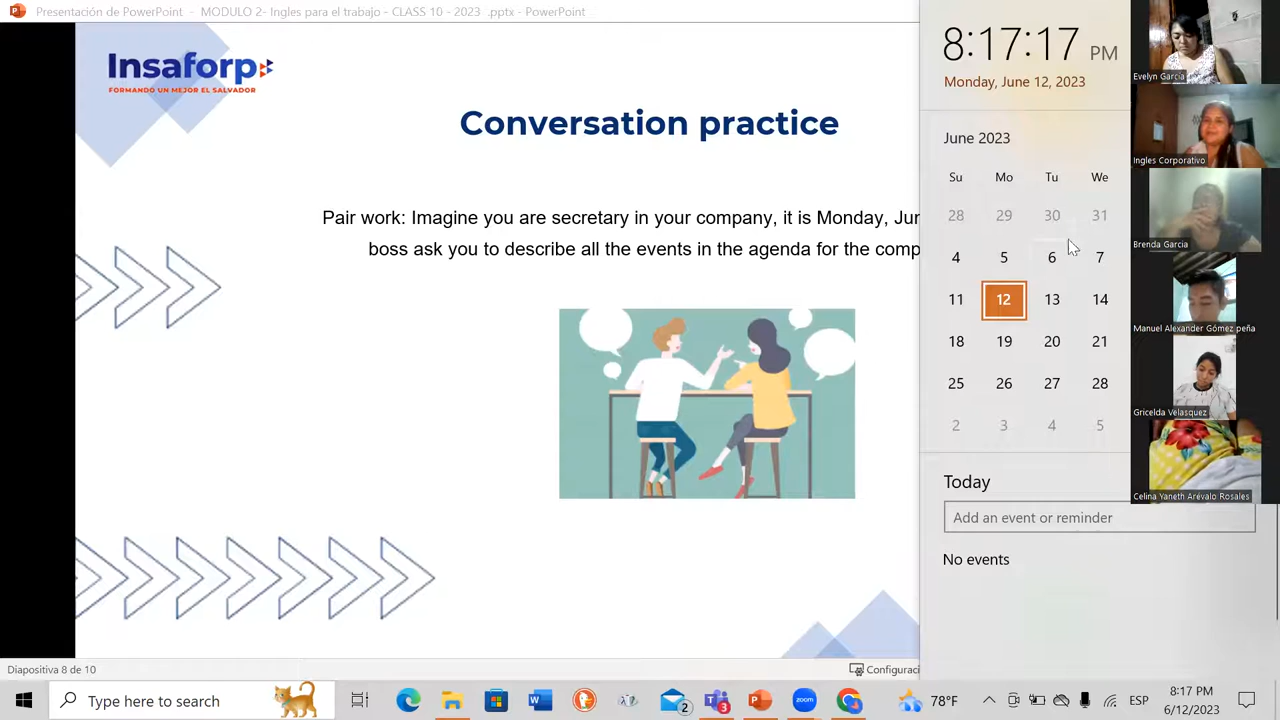 Presentación de PowerPoint - MODULO 2- Ingles para el trabajo - CLASS 10 - 2023 .pptx - PowerPoint
Insaforp
FORMANDO UN MEJOR EL SALVADOR
Conversation practice
Pair work: Imagine you are secretary in your company, it is Monday, Jun
boss ask you to describe all the events in the agenda for the comp
Diapositiva 8 de 10
Configuraci
8:17:17 PM
Monday, June 12, 2023
June 2023
Su Mo Tu We
28 29 30 31
4 5 6 7
11 12 13 14
18 19 20 21
25 26 27 28
2 3 4 5
Today
Add an event or reminder
No events
Evelyn García
Ingles Corporativo
Brenda Garcia
Manuel Alexander Gómez peña
Gricelda Velasquez
Celina Yaneth Arévalo Rosales
Type here to search
2
3
78°F
ESP
8:17 PM
6/12/2023